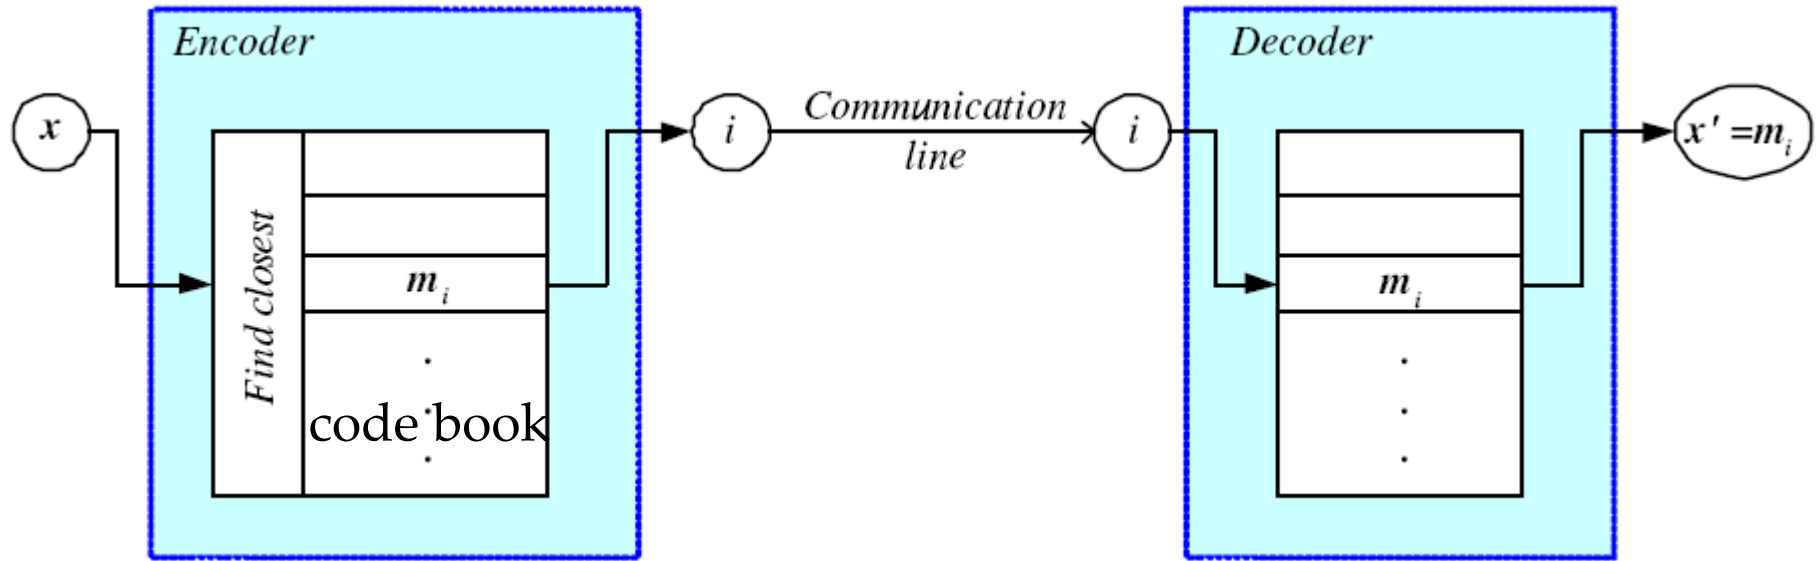 Encoder
x
Find closest
m_i
code book
i
Communication
line
i
Decoder
m_i
x' =m_i